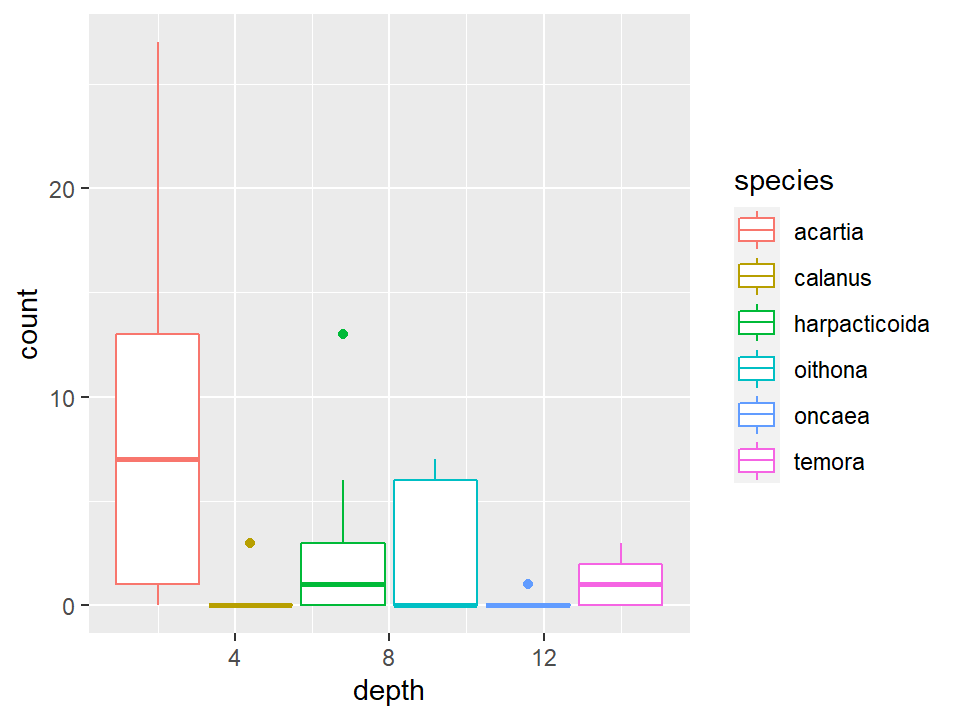 count
20
10
0
4 8 12
depth
species
acartia
calanus
harpacticoida
oithona
oncaea
temora